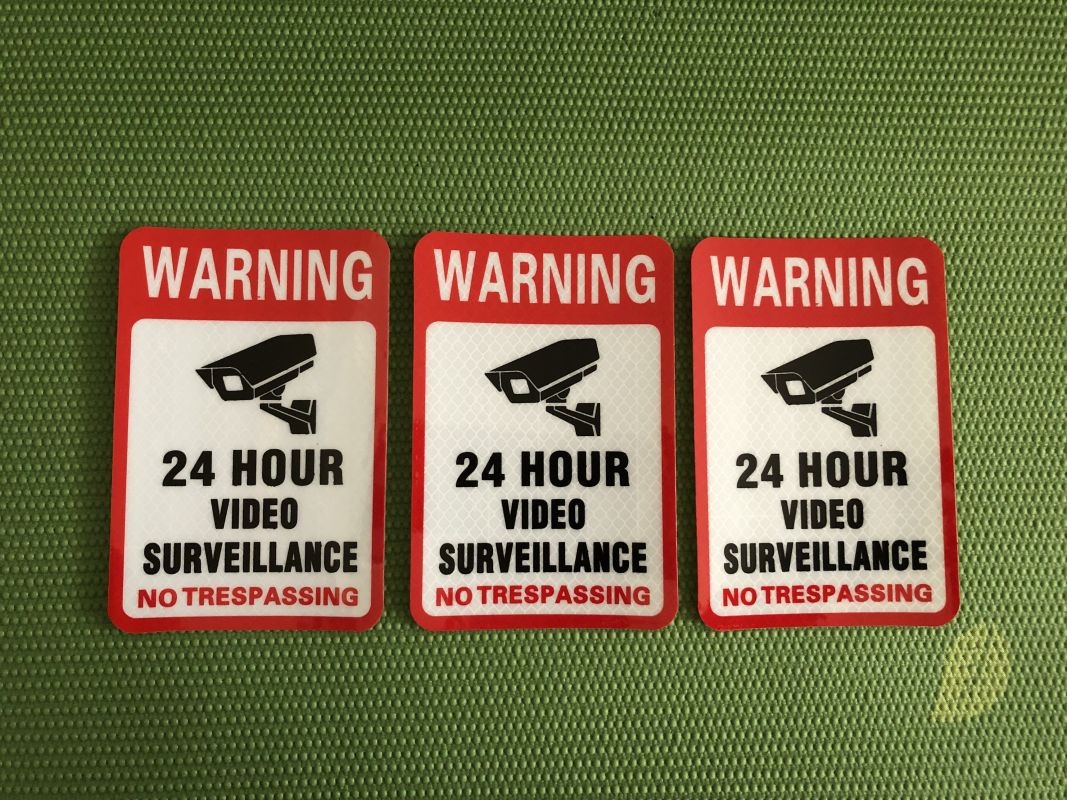 WARNING
24 HOUR
VIDEO
SURVEILLANCE
NO TRESPASSING
WARNING
24 HOUR
VIDEO
SURVEILLANCE
NO TRESPASSING
WARNING
24 HOUR
VIDEO
SURVEILLANCE
NO TRESPASSING